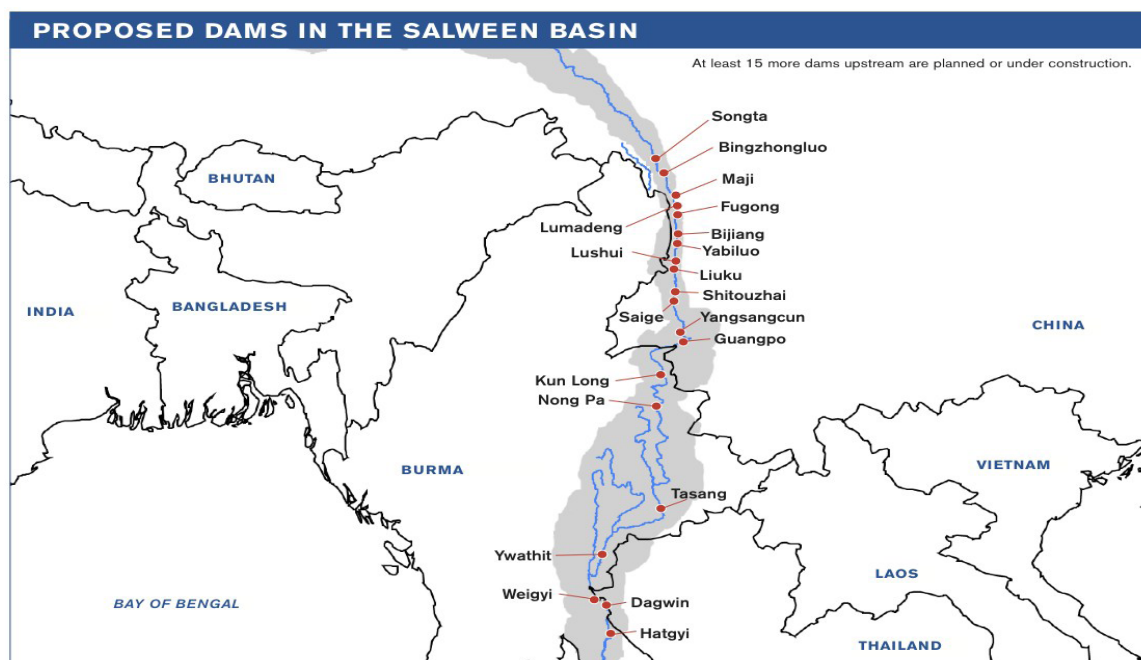 PROPOSED DAMS IN THE SALWEEN BASIN
At least 15 more dams upstream are planned or under construction.
Songta
Bingzhongluo
BHUTAN
Maji
Fugong
Lumadeng
Bijiang
Yabiluo
Lushui
Liuku
Shitouzhai
INDIA
BANGLADESH
Saige
Yangsangcun
CHINA
Guangpo
Kun Long
Nong Pa
BURMA
VIETNAM
Tasang
Ywathit
LAOS
Weigyi
BAY OF BENGAL
Dagwin
Hatgyi
THAILAND